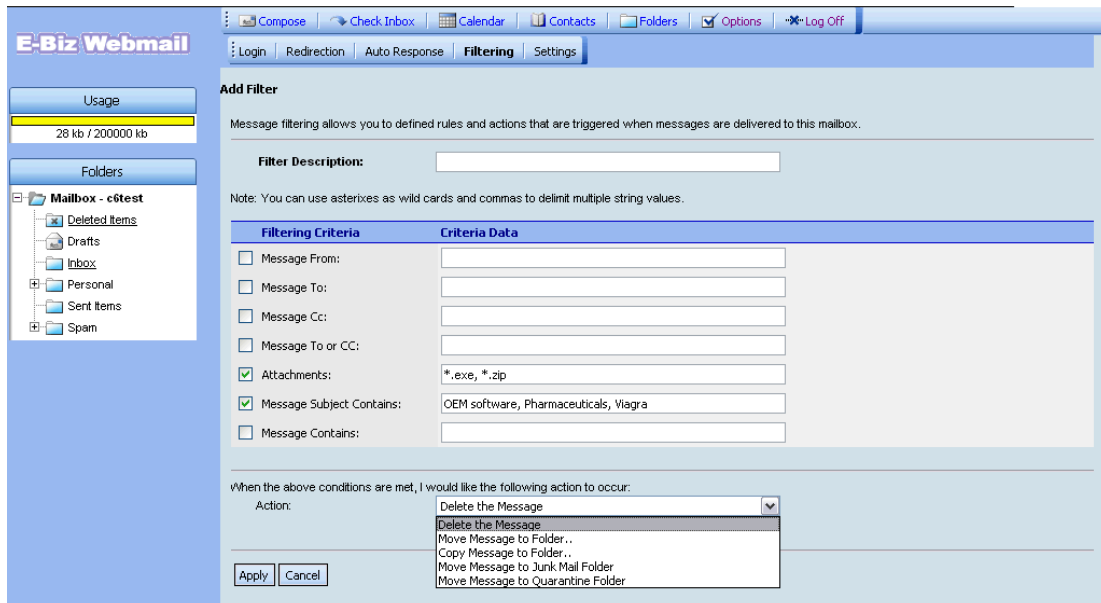 E-Biz Webmail
Compose Check Inbox Calendar Contacts Folders Options Log Off
Login Redirection Auto Response Filtering Settings
Usage
28 kb / 200000 kb
Folders
Mailbox - c6test
Deleted Items
Drafts
Inbox
Personal
Sent Items
Spam
Add Filter
Message filtering allows you to defined rules and actions that are triggered when messages are delivered to this mailbox.
Filter Description:
Note: You can use asterixes as wild cards and commas to delimit multiple string values.
Filtering Criteria Criteria Data
Message From:
Message To:
Message Cc:
Message To or CC:
Attachments: *.exe, *.zip
Message Subject Contains: OEM software, Pharmaceuticals, Viagra
Message Contains:
When the above conditions are met, I would like the following action to occur:
Action: Delete the Message
Delete the Message
Move Message to Folder..
Copy Message to Folder..
Move Message to Junk Mail Folder
Move Message to Quarantine Folder
Apply Cancel